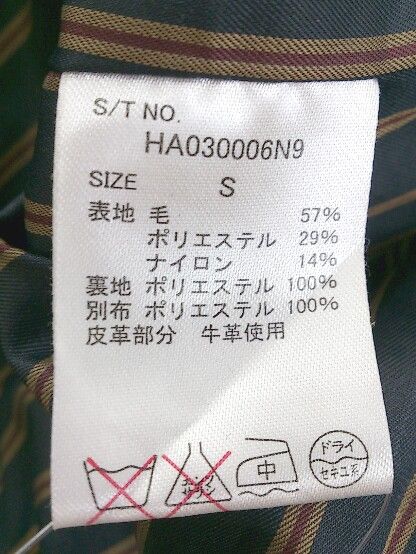 S/T NO.
HA030006N9
SIZE S
表地 毛 57%
ポリエステル 29%
ナイロン 14%
裏地 ポリエステル 100%
別布 ポリエステル 100%
皮革部分 牛革使用
中
ドライ
セキユ系